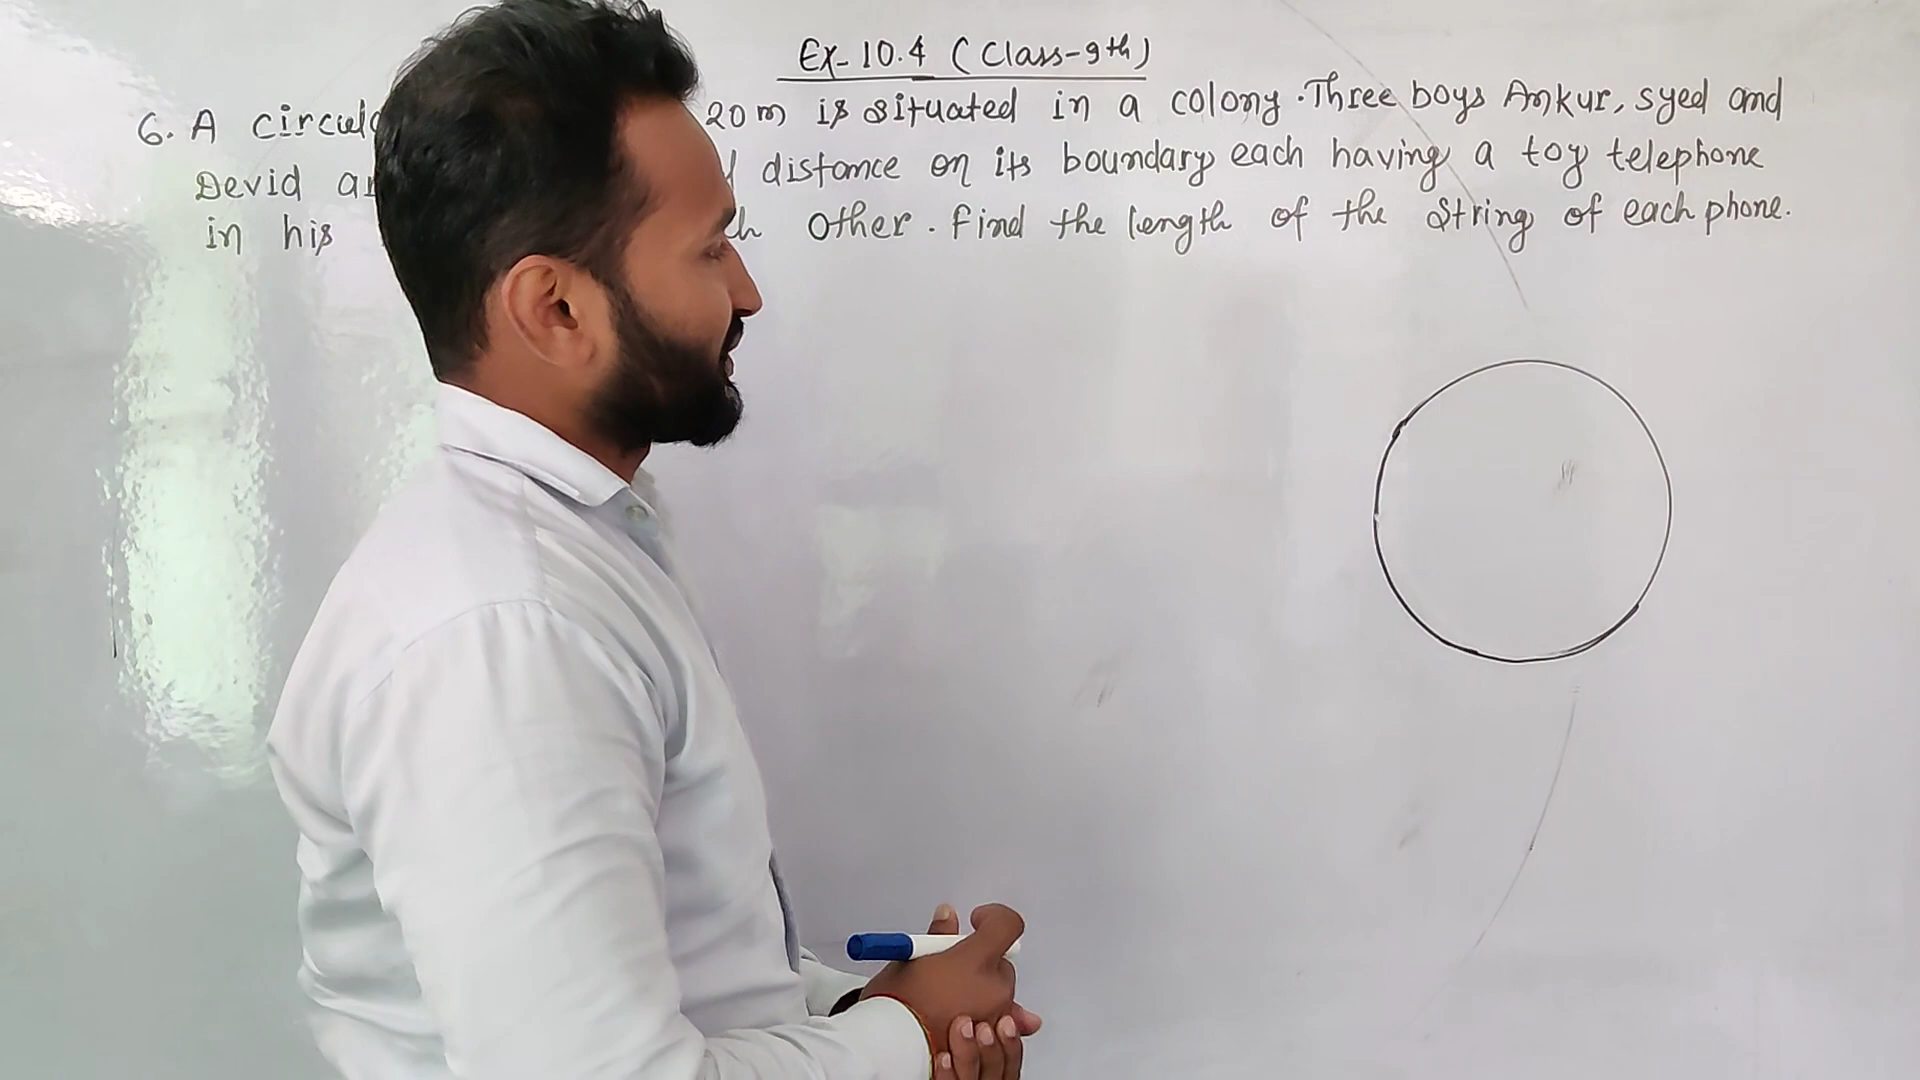 Ex-10.4 (Class-9th)
6. A 20m is situated in a colony. Three boys Ankur, syed and
Devid distance on its boundary each having a toy telephone
in his other. Find the length of the String of each phone.